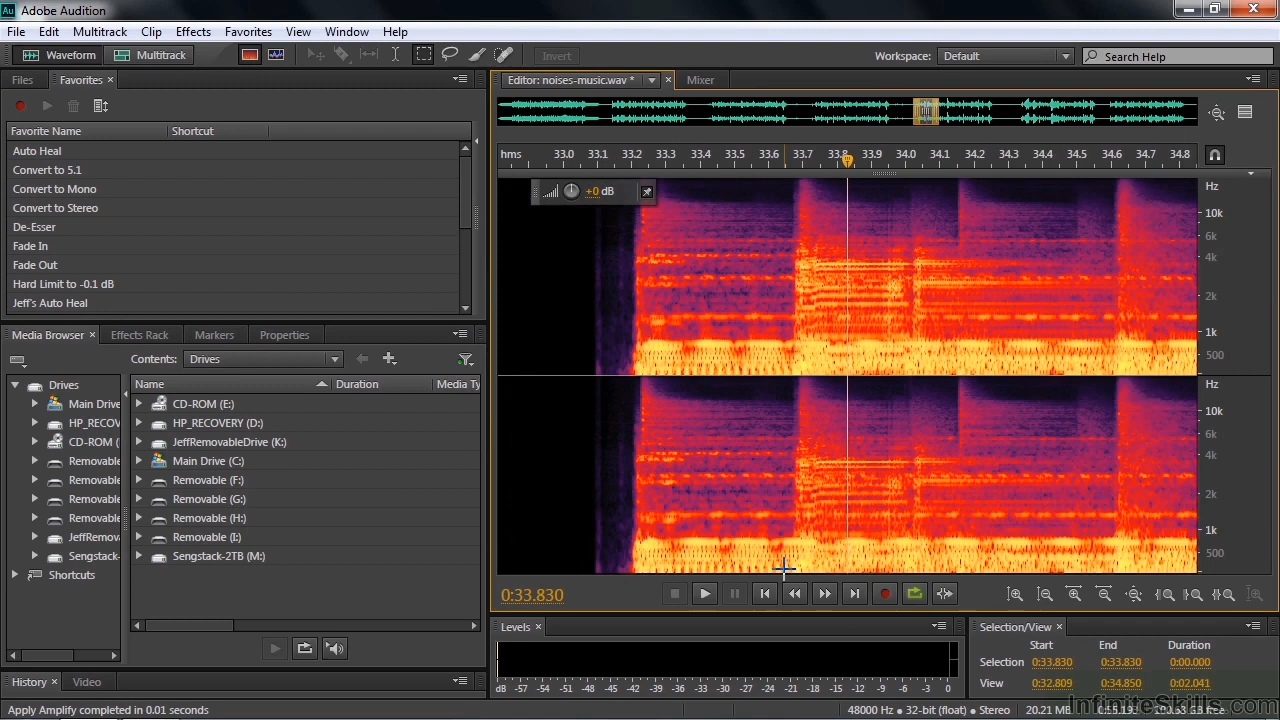 Au Adobe Audition
File Edit Multitrack Clip Effects Favorites View Window Help
Waveform Multitrack Invert Workspace: Default Search Help
Files Favorites × Editor: noises-music.wav * × Mixer
Favorite Name Shortcut
Auto Heal
Convert to 5.1
Convert to Mono
Convert to Stereo
De-Esser
Fade In
Fade Out
Hard Limit to -0.1 dB
Jeff's Auto Heal
hms 33.0 33.1 33.2 33.3 33.4 33.5 33.6 33.7 33.8 33.9 34.0 34.1 34.2 34.3 34.4 34.5 34.6 34.7 34.8
+0 dB
Hz
10k
6k
4k
2k
1k
500
Hz
10k
6k
4k
2k
1k
500
Media Browser × Effects Rack Markers Properties
Contents: Drives
Drives
Main Drive
HP_RECOV
CD-ROM (
Removable
Removable
Removable
Removable
JeffRemov
Sengstack-
Shortcuts
Name Duration Media Ty
CD-ROM (E:)
HP_RECOVERY (D:)
JeffRemovableDrive (K:)
Main Drive (C:)
Removable (F:)
Removable (G:)
Removable (H:)
Removable (I:)
Sengstack-2TB (M:)
0:33.830
History × Video
Levels ×
dB -57 -54 -51 -48 -45 -42 -39 -36 -33 -30 -27 -24 -21 -18 -15 -12 -9 -6 -3 0
Selection/View ×
Start End Duration
Selection 0:33.830 0:33.830 0:00.000
View 0:32.809 0:34.850 0:02.041
Apply Amplify completed in 0.01 seconds
48000 Hz • 32-bit (float) • Stereo 20.21 MB
InfiniteSkills.com